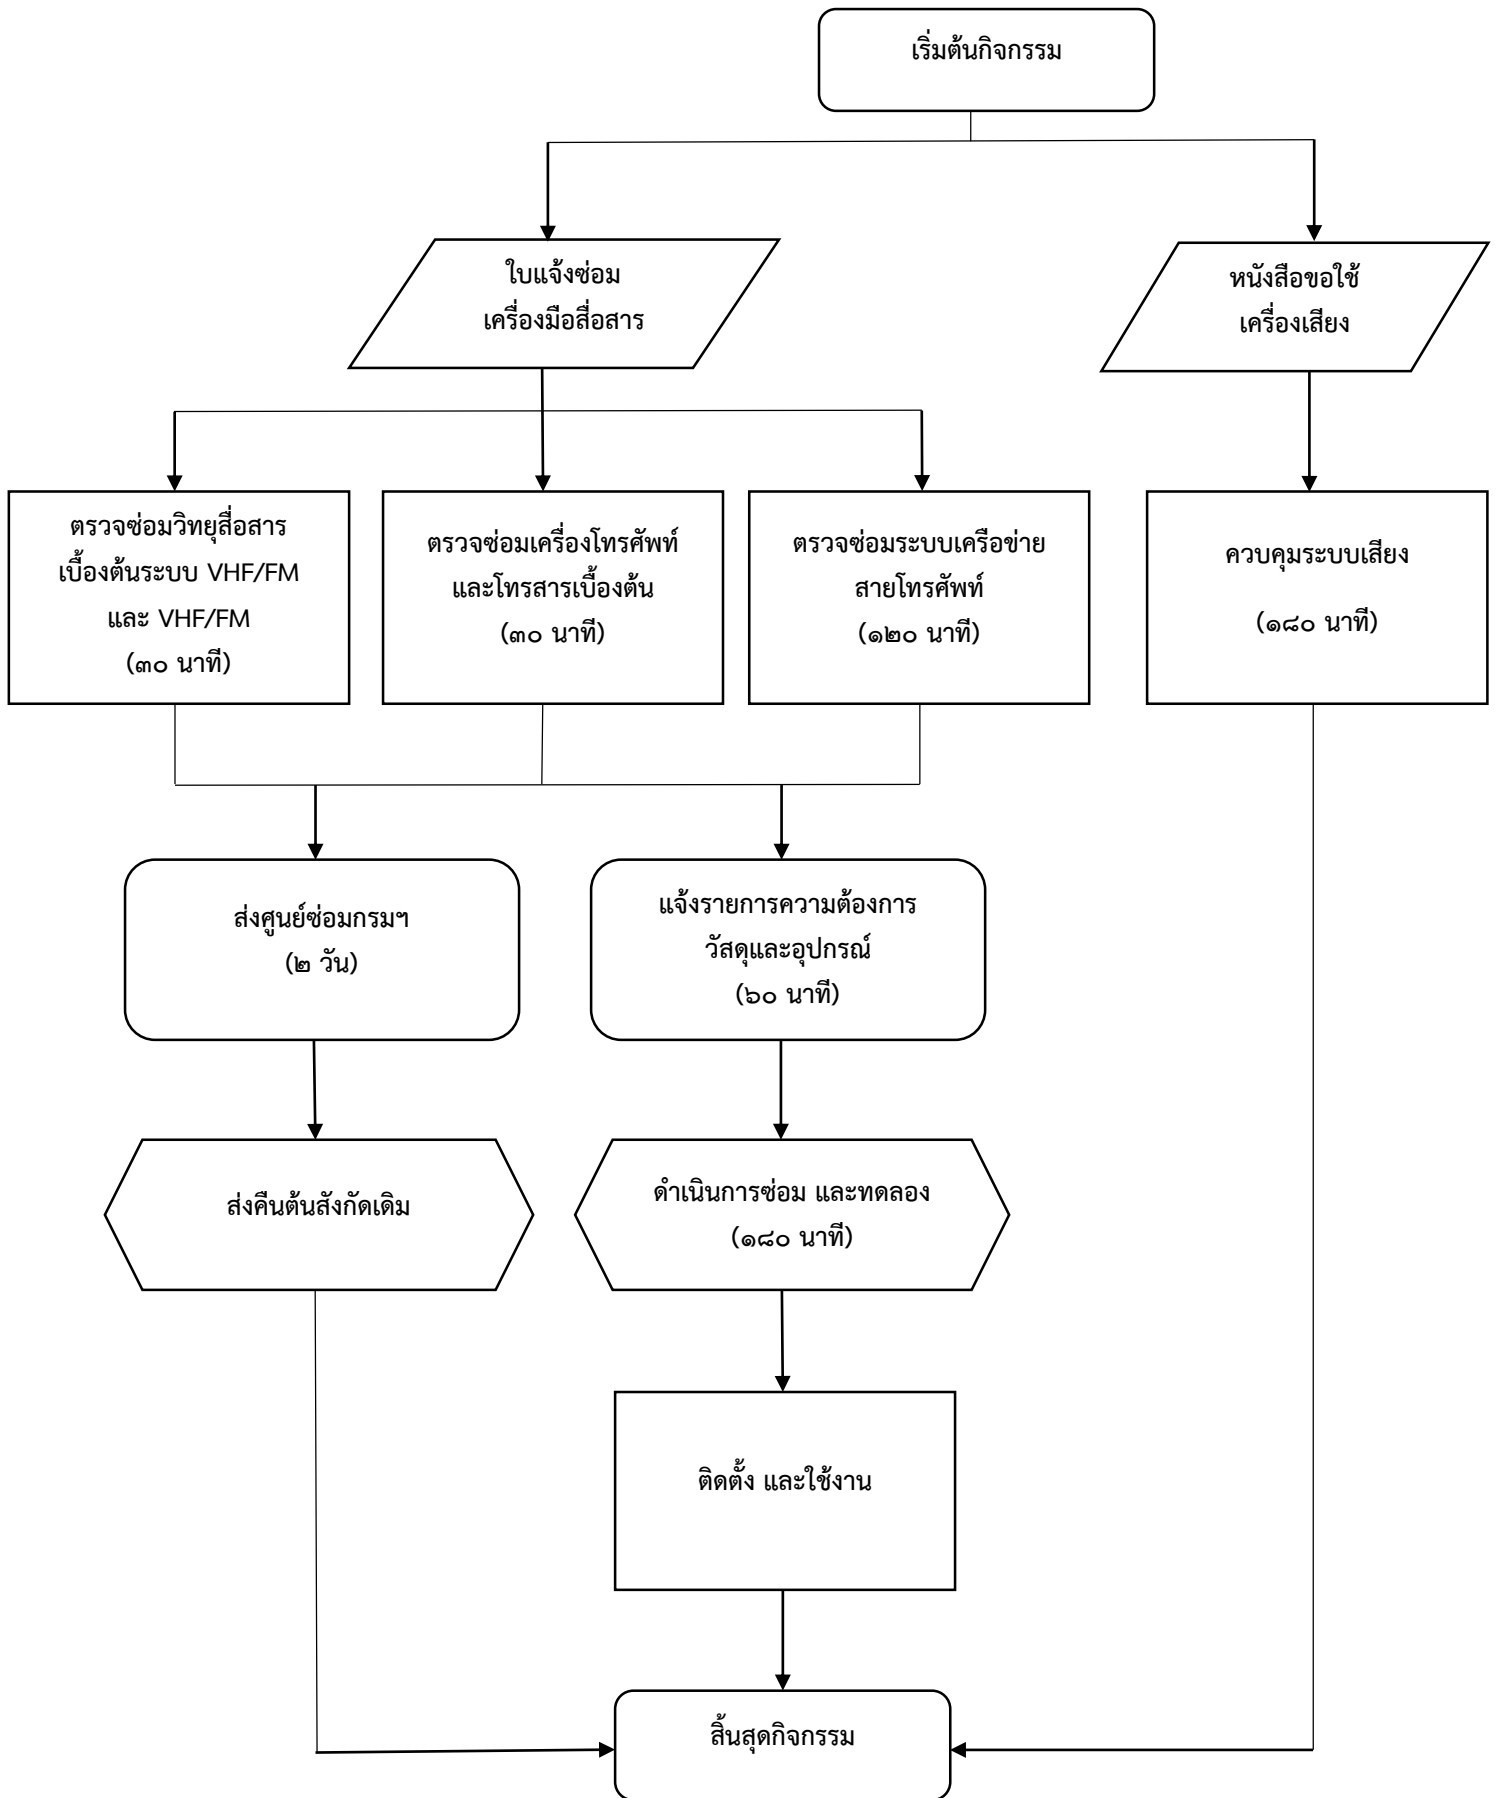 เริ่มต้นกิจกรรม
ใบแจ้งซ่อม
เครื่องมือสื่อสาร
หนังสือขอใช้
เครื่องเสียง
ตรวจซ่อมวิทยุสื่อสาร
เบื้องต้นระบบ VHF/FM
และ VHF/FM
(๓๐ นาที)
ตรวจซ่อมเครื่องโทรศัพท์
และโทรสารเบื้องต้น
(๓๐ นาที)
ตรวจซ่อมระบบเครือข่าย
สายโทรศัพท์
(๑๒๐ นาที)
ควบคุมระบบเสียง
(๑๘๐ นาที)
ส่งศูนย์ซ่อมกรมฯ
(๒ วัน)
แจ้งรายการความต้องการ
วัสดุและอุปกรณ์
(๖๐ นาที)
ส่งคืนต้นสังกัดเดิม
ดำเนินการซ่อม และทดลอง
(๑๘๐ นาที)
ติดตั้ง และใช้งาน
สิ้นสุดกิจกรรม